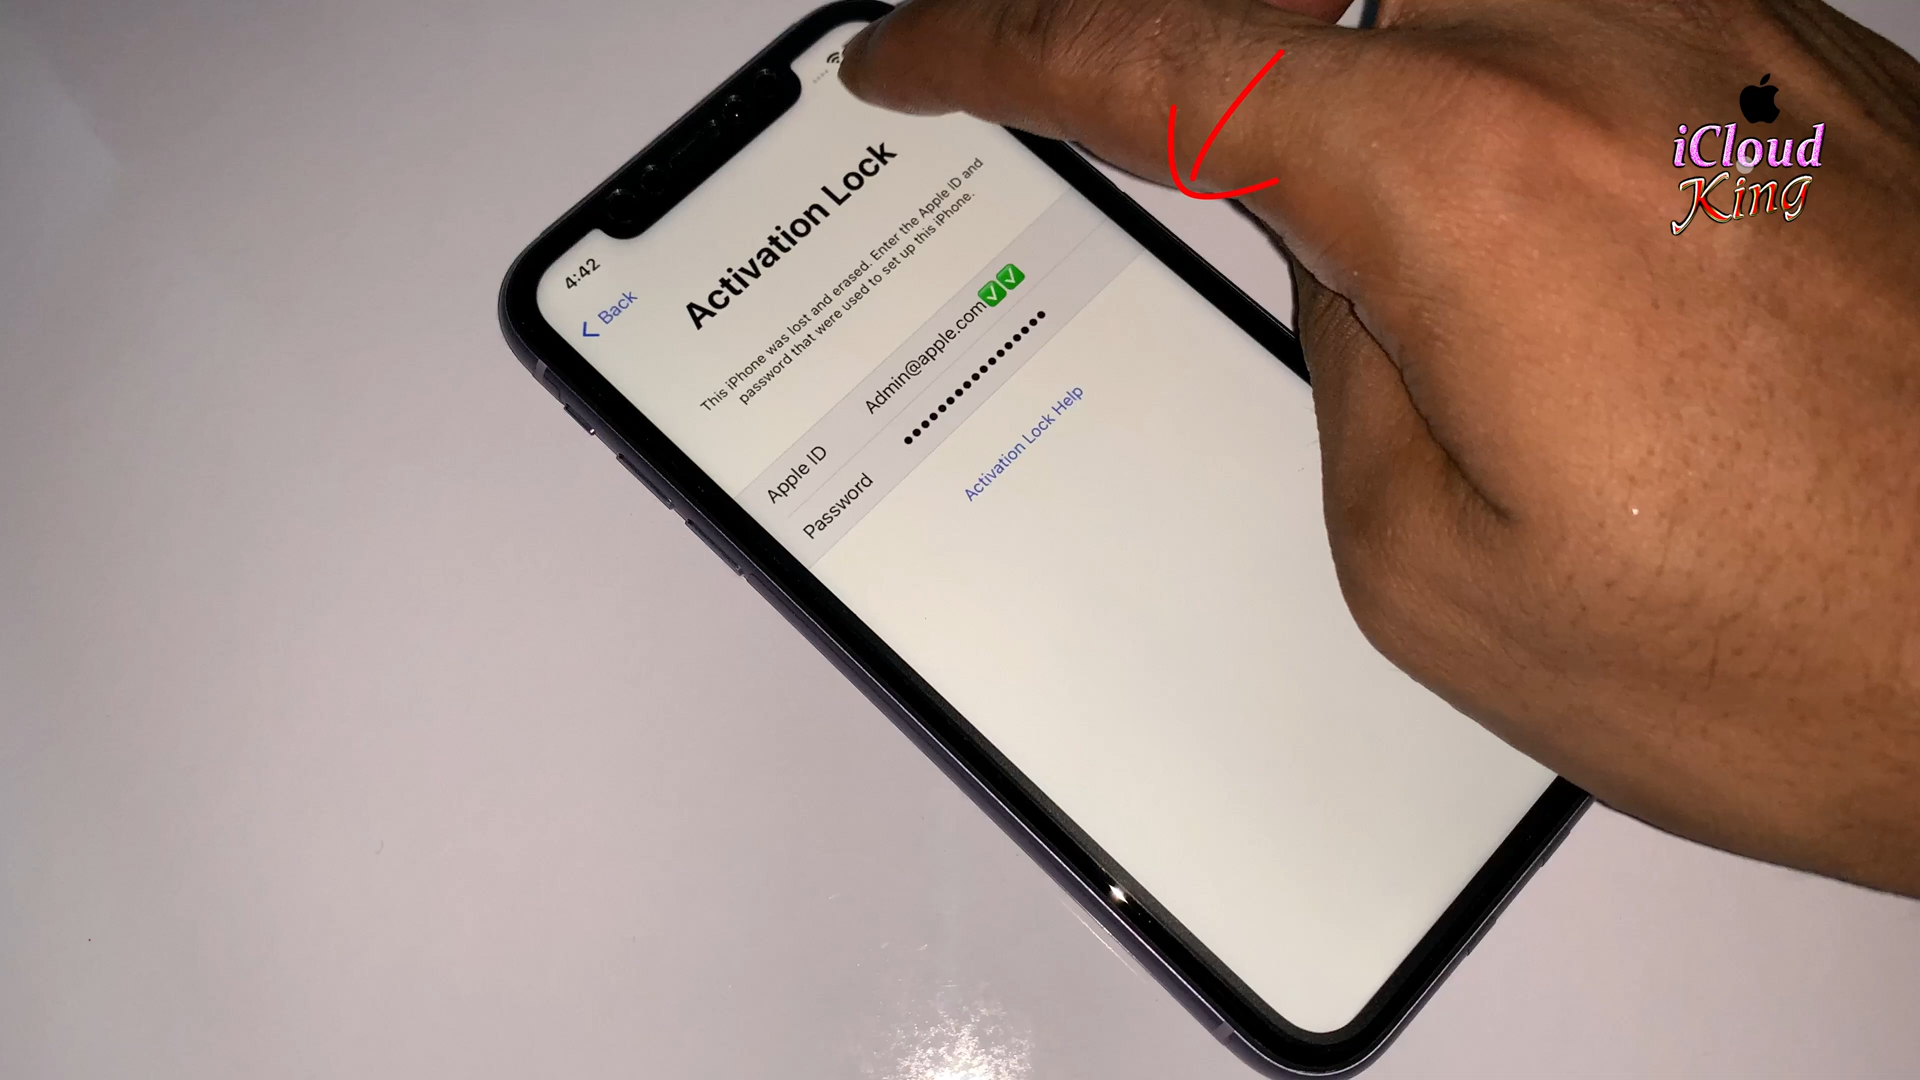 4:42
Back
Activation Lock
This iPhone was lost and erased. Enter the Apple ID and
password that were used to set up this iPhone.
Apple ID Admin@apple.com✅✅
Password ●●●●●●●●●●●●●●●●
Activation Lock Help
iCloud
King